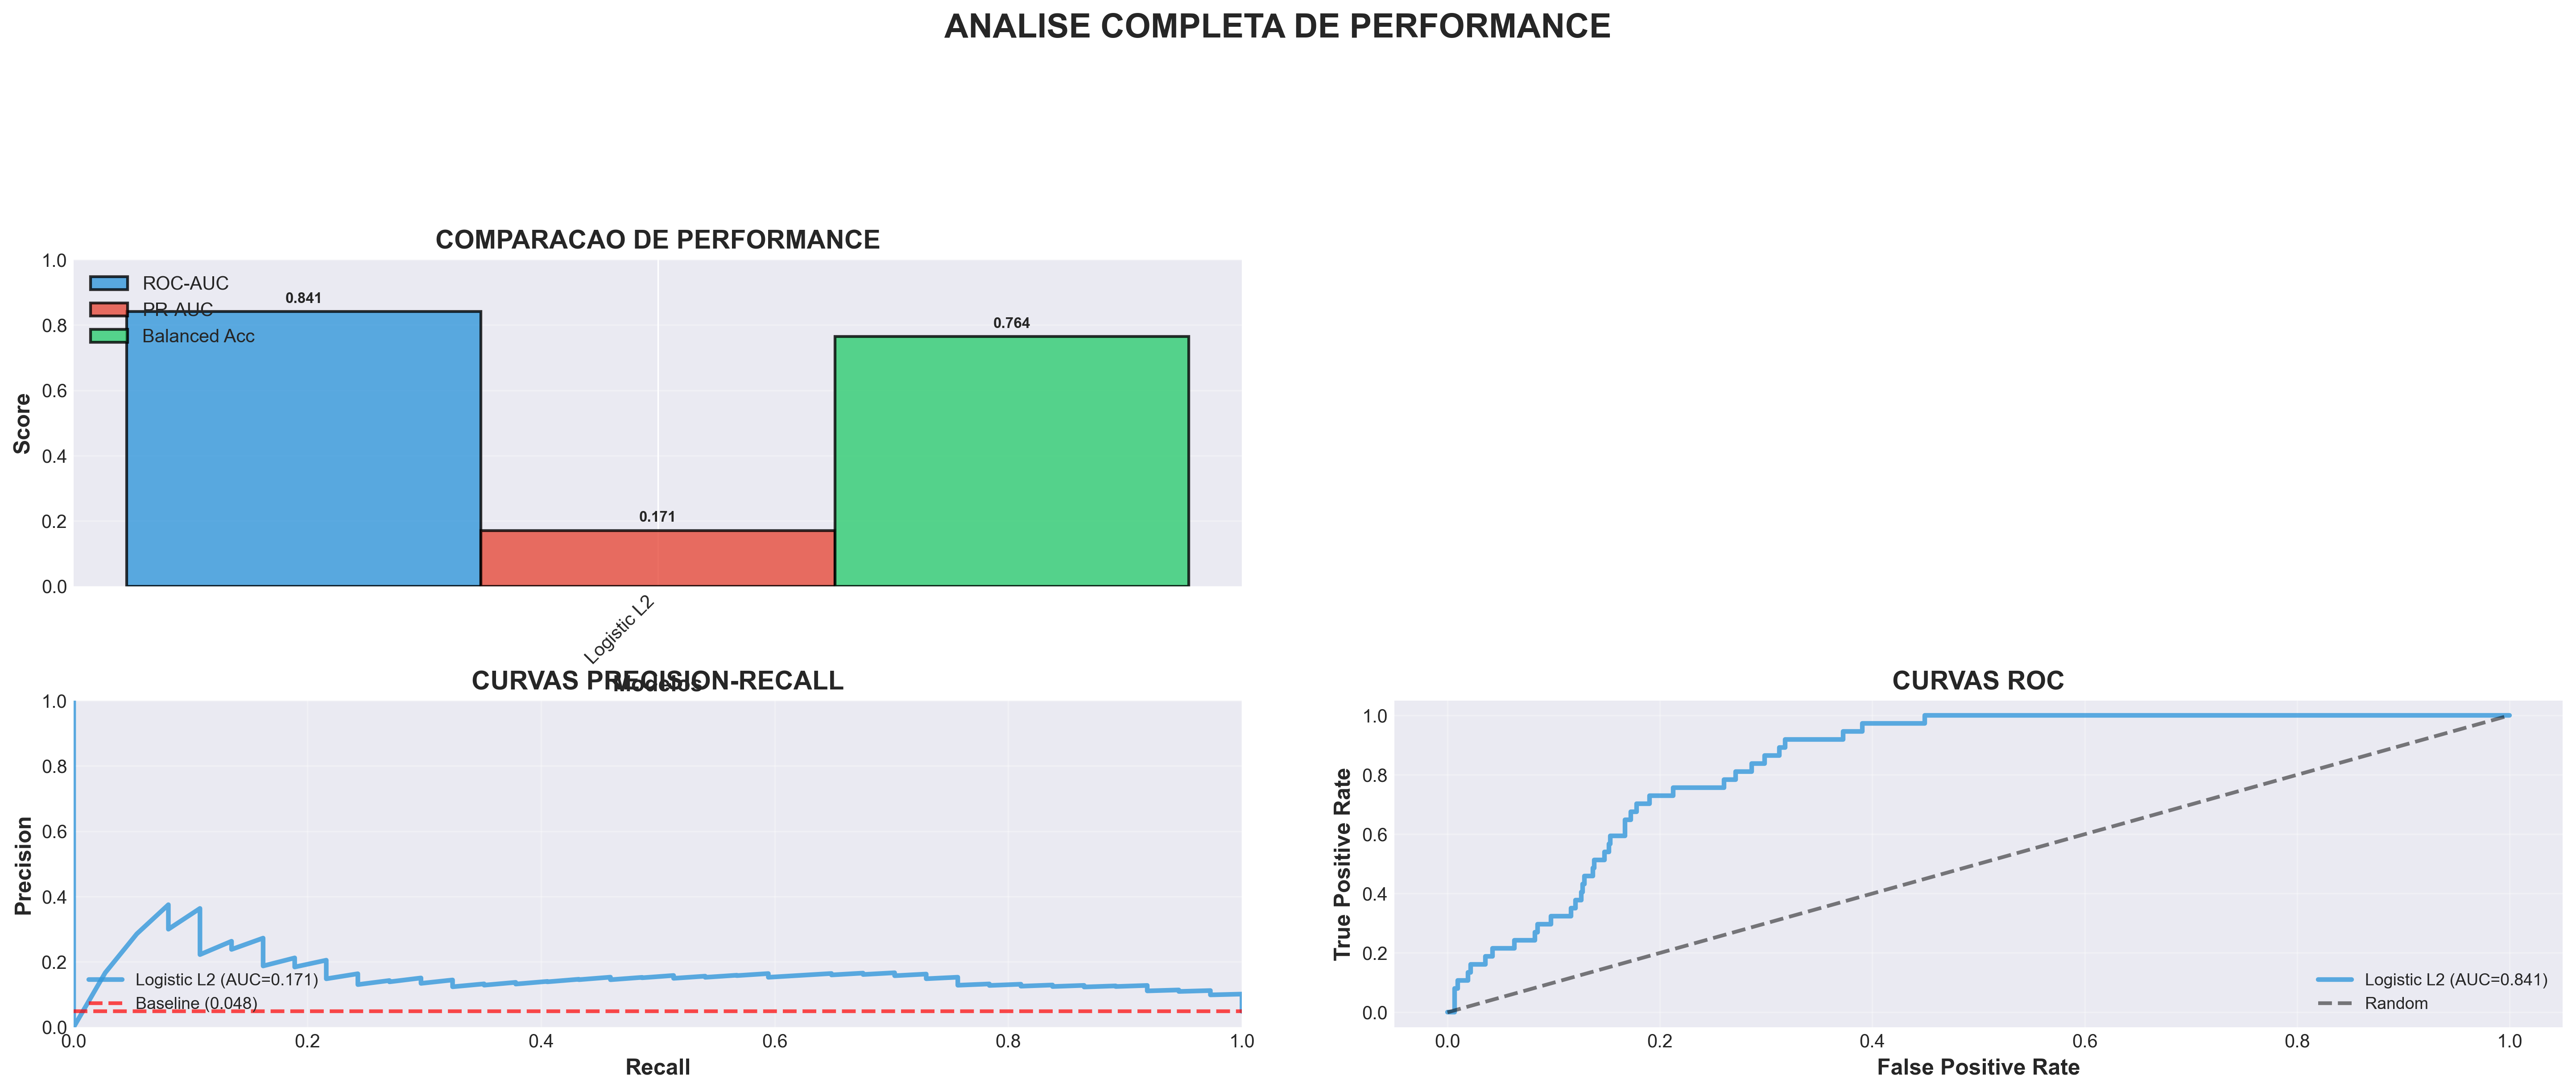 ANALISE COMPLETA DE PERFORMANCE
COMPARACAO DE PERFORMANCE
1.0
0.8
0.6
0.4
0.2
0.0
Score
ROC-AUC
PR-AUC
Balanced Acc
0.841
0.171
0.764
Logistic L2
Modelos
CURVAS PRECISION-RECALL
1.0
0.8
0.6
0.4
0.2
0.0
Precision
Logistic L2 (AUC=0.171)
Baseline (0.048)
0.0 0.2 0.4 0.6 0.8 1.0
Recall
CURVAS ROC
1.0
0.8
0.6
0.4
0.2
0.0
True Positive Rate
Logistic L2 (AUC=0.841)
Random
0.0 0.2 0.4 0.6 0.8 1.0
False Positive Rate